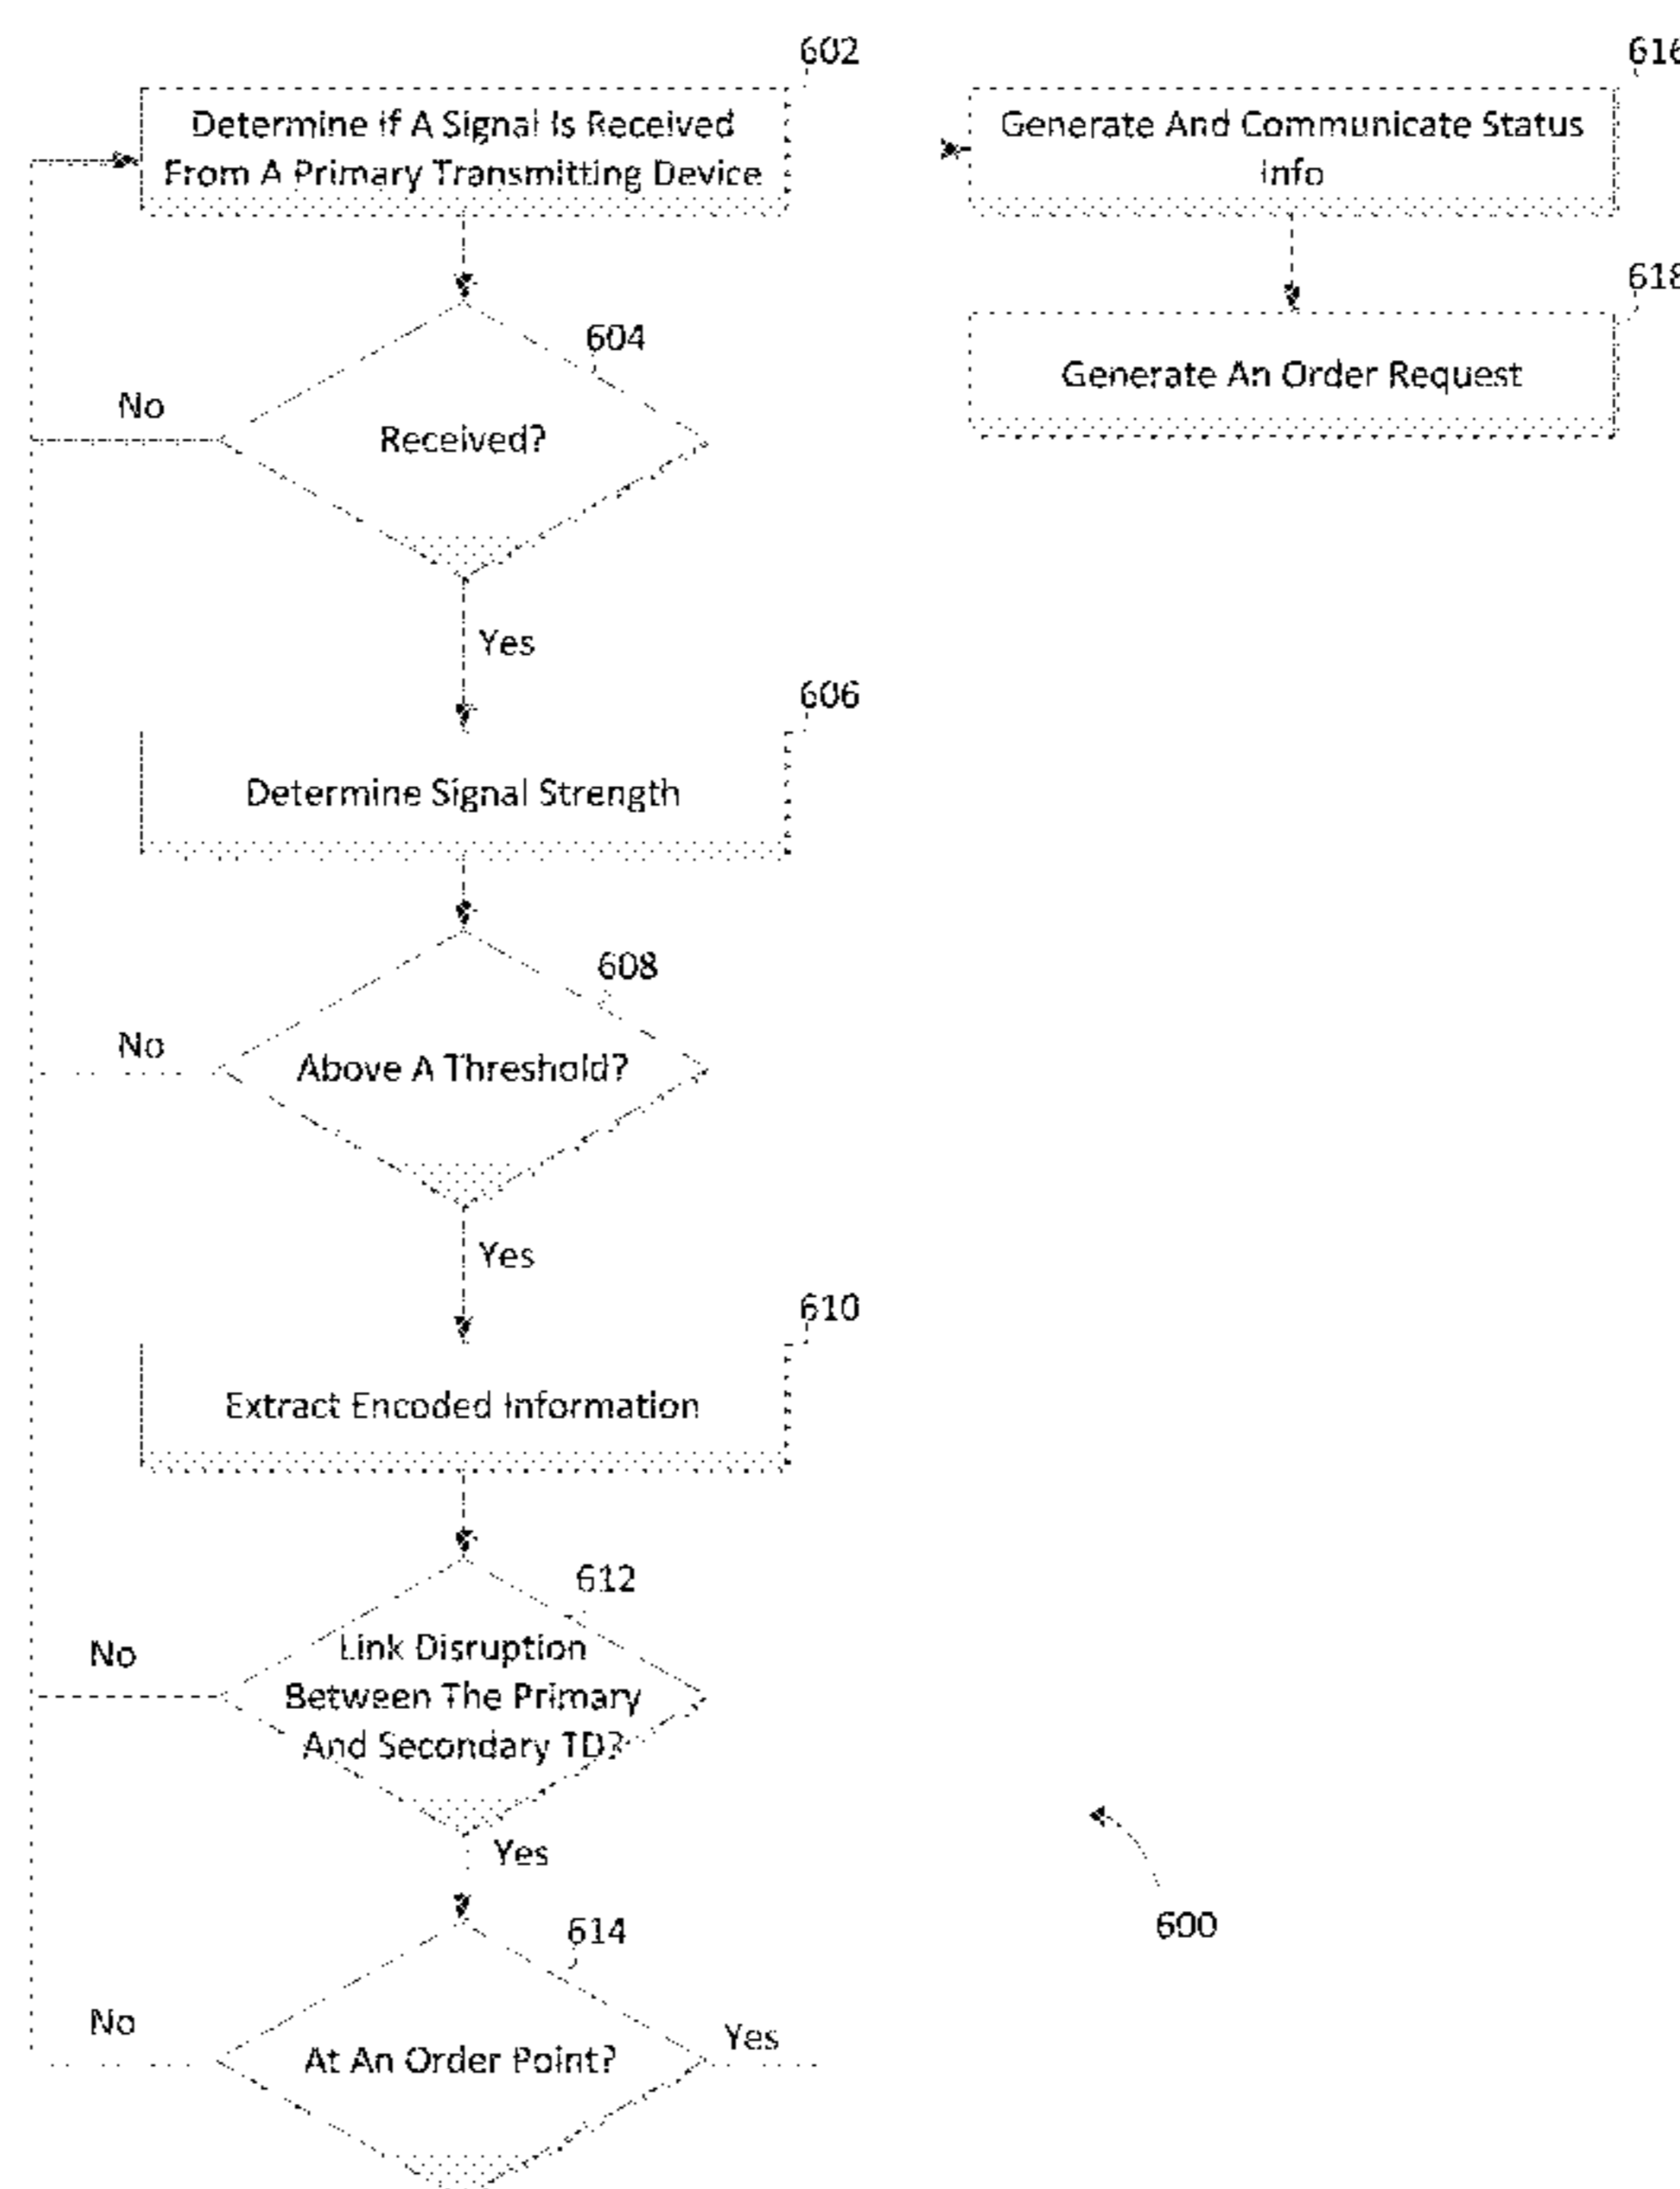 602
Determine If A Signal Is Received
From A Primary Transmitting Device
604
No
Received?
Yes
606
Determine Signal Strength
608
No
Above A Threshold?
Yes
610
Extract Encoded Information
612
No
Link Disruption
Between The Primary
And Secondary TD?
Yes
614
No
At An Order Point?
Yes
616
Generate And Communicate Status
Info
618
Generate An Order Request
600